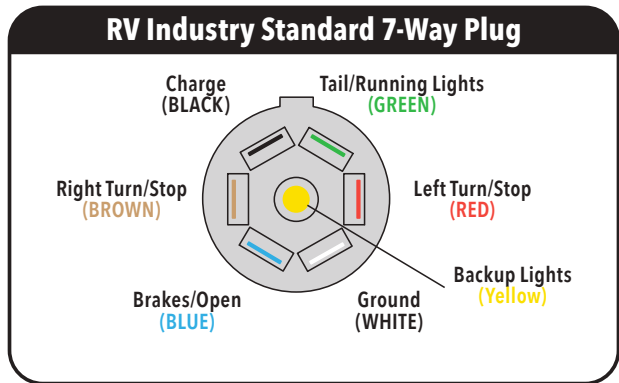 RV Industry Standard 7-Way Plug
Charge
(BLACK)
Tail/Running Lights
(GREEN)
Right Turn/Stop
(BROWN)
Left Turn/Stop
(RED)
Backup Lights
(Yellow)
Brakes/Open
(BLUE)
Ground
(WHITE)